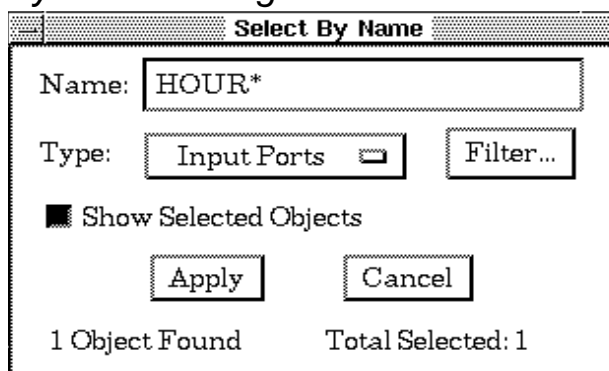 Select By Name
Name: HOUR*
Type: Input Ports Filter...
Show Selected Objects
Apply Cancel
1 Object Found Total Selected: 1